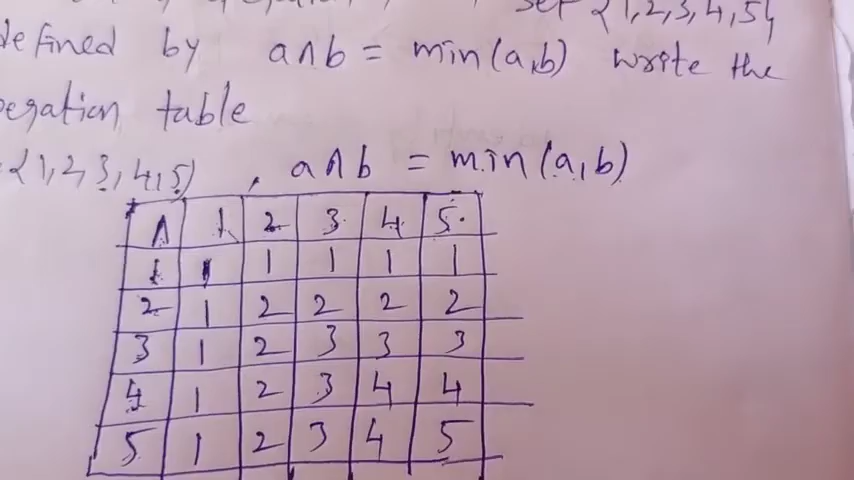 set {1,2,3,4,5}
defined by a∧b = min(a,b) write the
operation table
{1,2,3,4,5} , a∧b = min(a,b)
∧ 1 2 3 4 5
1 1 1 1 1 1
2 1 2 2 2 2
3 1 2 3 3 3
4 1 2 3 4 4
5 1 2 3 4 5